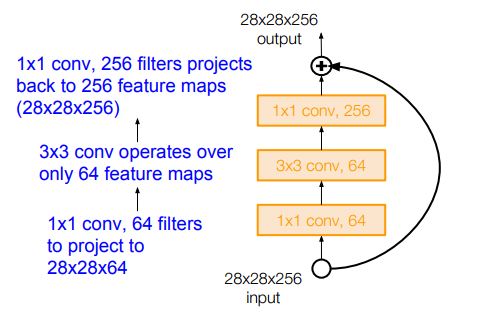 28x28x256
output
1x1 conv, 256 filters projects
back to 256 feature maps
(28x28x256)
1x1 conv, 256
3x3 conv operates over
only 64 feature maps
3x3 conv, 64
1x1 conv, 64 filters
to project to
28x28x64
1x1 conv, 64
28x28x256
input